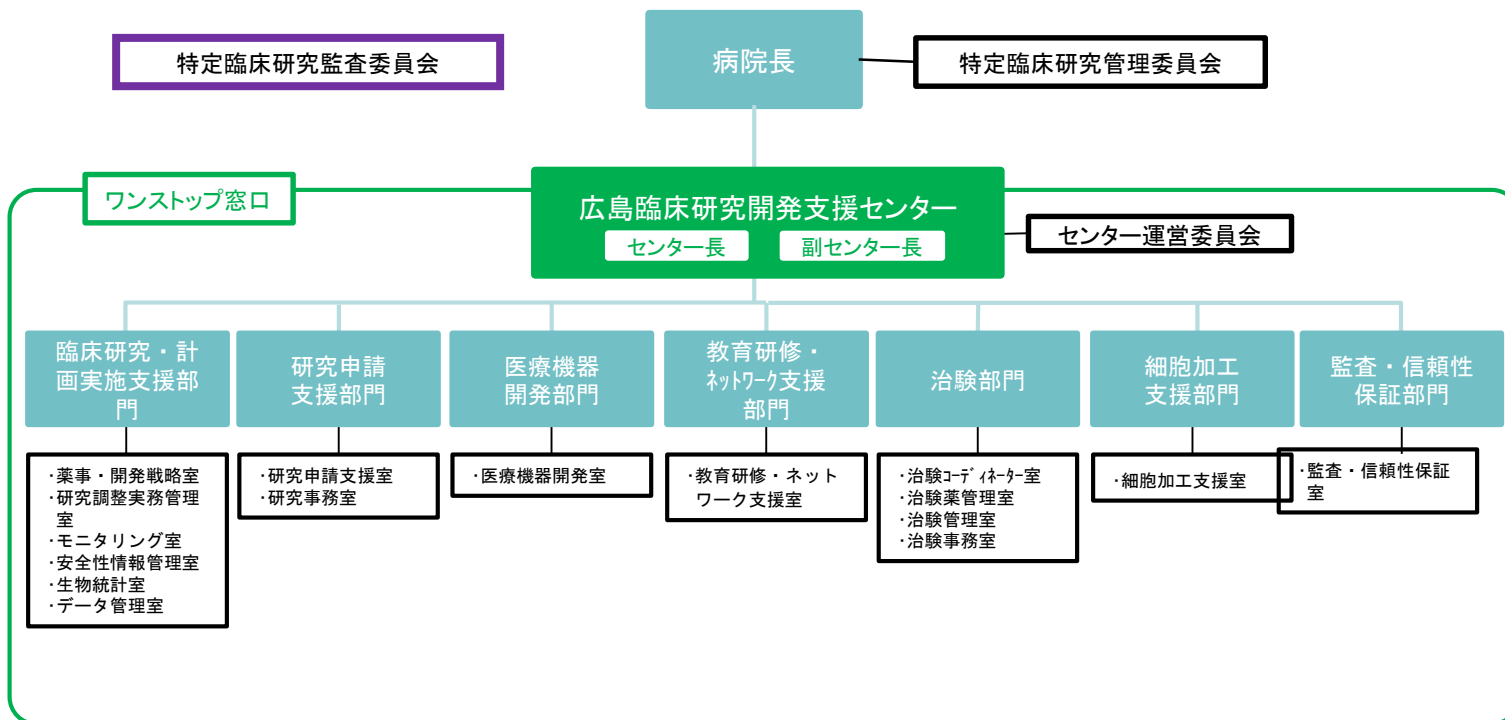 特定臨床研究監査委員会
病院長
特定臨床研究管理委員会
ワンストップ窓口
広島臨床研究開発支援センター
センター長
副センター長
センター運営委員会
臨床研究・計
画実施支援部
門
研究申請
支援部門
医療機器
開発部門
教育研修・
ﾈｯﾄﾜｰｸ支援
部門
治験部門
細胞加工
支援部門
監査・信頼性
保証部門
・薬事・開発戦略室
・研究調整実務管理
室
・モニタリング室
・安全性情報管理室
・生物統計室
・データ管理室
・研究申請支援室
・研究事務室
・医療機器開発室
・教育研修・ネット
ワーク支援室
・治験ｺｰﾃﾞｨﾈｰﾀｰ室
・治験薬管理室
・治験管理室
・治験事務室
・細胞加工支援室
・監査・信頼性保証
室